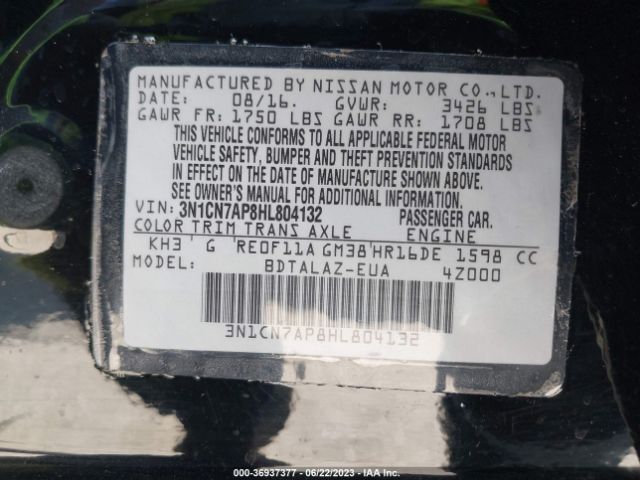 MANUFACTURED BY NISSAN MOTOR CO., LTD.
DATE: 08/16. GVWR: 3426 LBS
GAWR FR: 1750 LBS GAWR RR: 1708 LBS
THIS VEHICLE CONFORMS TO ALL APPLICABLE FEDERAL MOTOR
VEHICLE SAFETY, BUMPER AND THEFT PREVENTION STANDARDS
IN EFFECT ON THE DATE OF MANUFACTURE SHOWN ABOVE.
SEE OWNER'S MANUAL FOR ADDITIONAL INFORMATION.
VIN: 3N1CN7AP8HL804132 PASSENGER CAR.
COLOR TRIM TRANS AXLE ENGINE
KH3 G RE0F11A GM38 HR16DE 1598 CC
MODEL: BDTALAZ-EUA 4Z000
3N1CN7AP8HL804132
000-36937377 - 06/22/2023 - IAA Inc.